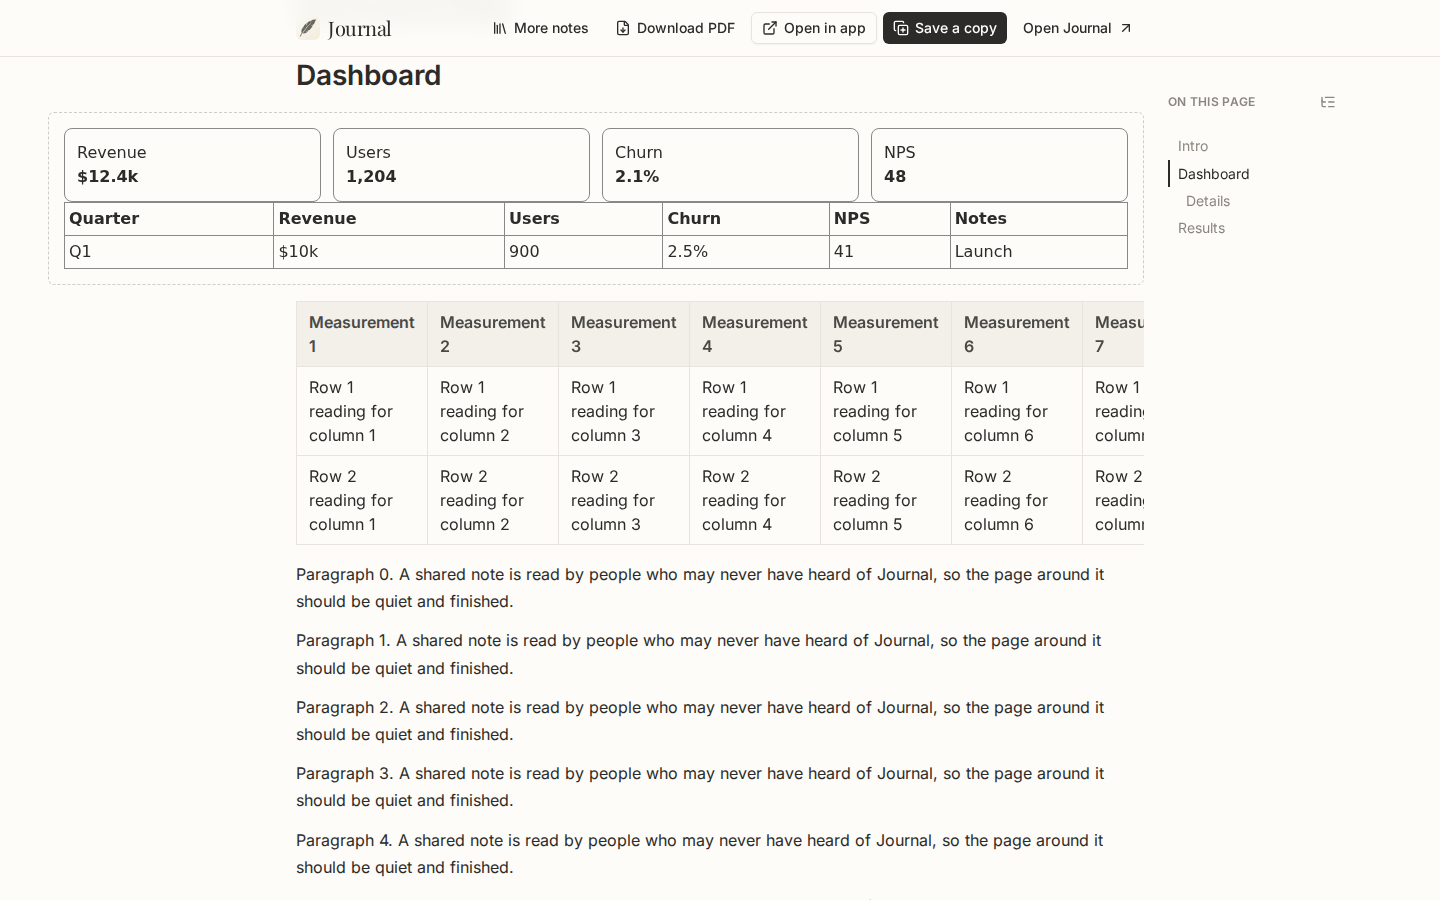 Journal
More notes
Download PDF
Open in app
Save a copy
Open Journal
Dashboard
ON THIS PAGE
Intro
Dashboard
Details
Results
Revenue
$12.4k
Users
1,204
Churn
2.1%
NPS
48
Quarter Revenue Users Churn NPS Notes
Q1 $10k 900 2.5% 41 Launch
Measurement 1 Measurement 2 Measurement 3 Measurement 4 Measurement 5 Measurement 6 7
Row 1 reading for column 1 Row 1 reading for column 2 Row 1 reading for column 3 Row 1 reading for column 4 Row 1 reading for column 5 Row 1 reading for column 6 Row 1
Row 2 reading for column 1 Row 2 reading for column 2 Row 2 reading for column 3 Row 2 reading for column 4 Row 2 reading for column 5 Row 2 reading for column 6 Row 2
Paragraph 0. A shared note is read by people who may never have heard of Journal, so the page around it
should be quiet and finished.
Paragraph 1. A shared note is read by people who may never have heard of Journal, so the page around it
should be quiet and finished.
Paragraph 2. A shared note is read by people who may never have heard of Journal, so the page around it
should be quiet and finished.
Paragraph 3. A shared note is read by people who may never have heard of Journal, so the page around it
should be quiet and finished.
Paragraph 4. A shared note is read by people who may never have heard of Journal, so the page around it
should be quiet and finished.